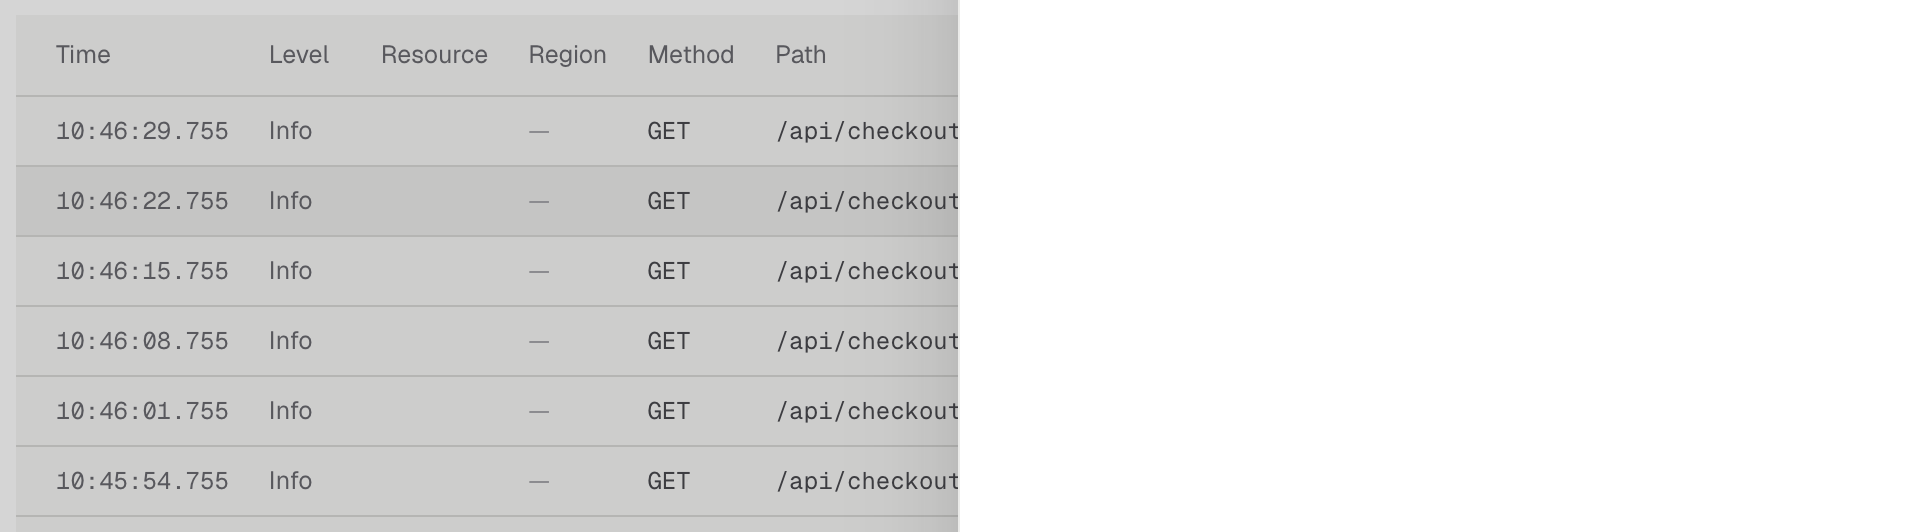 Time Level Resource Region Method Path
10:46:29.755 Info — GET /api/checkout
10:46:22.755 Info — GET /api/checkout
10:46:15.755 Info — GET /api/checkout
10:46:08.755 Info — GET /api/checkout
10:46:01.755 Info — GET /api/checkout
10:45:54.755 Info — GET /api/checkout